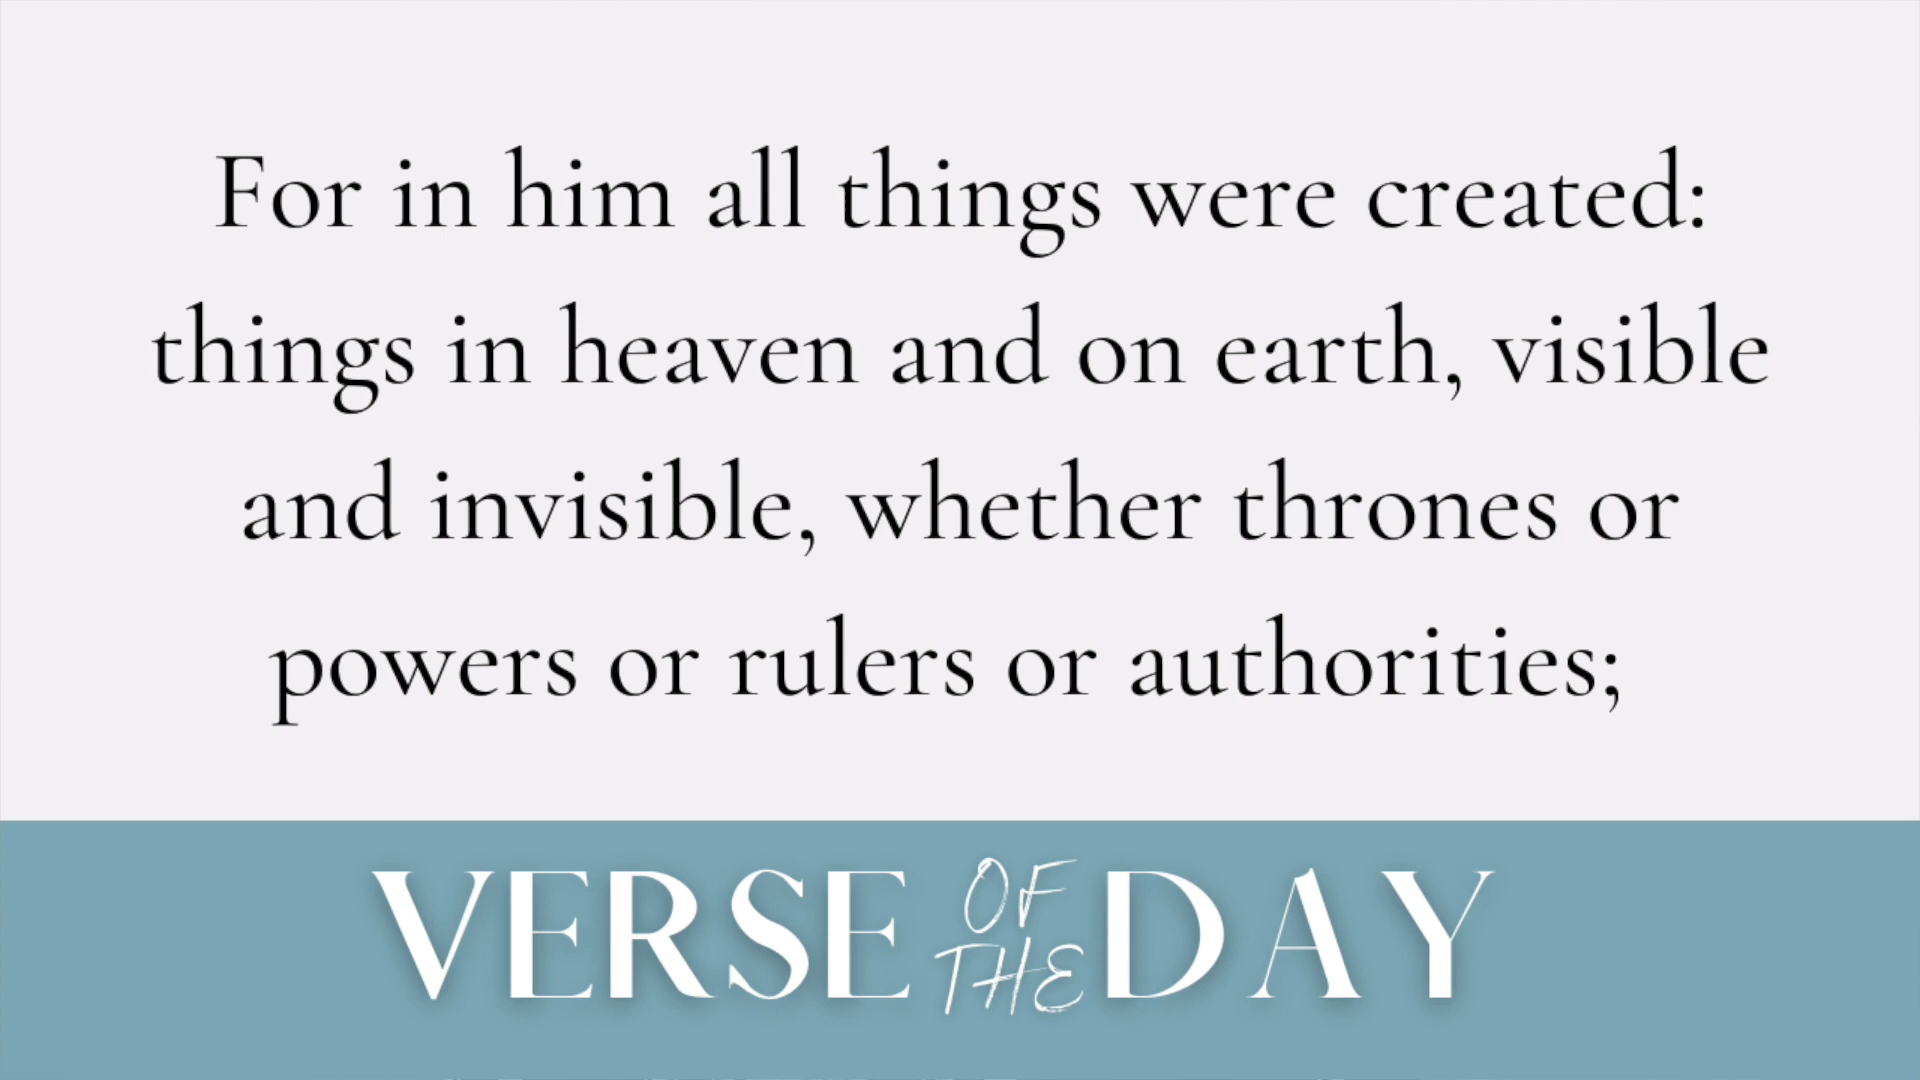 For in him all things were created:
things in heaven and on earth, visible
and invisible, whether thrones or
powers or rulers or authorities;
VERSE OF THE DAY